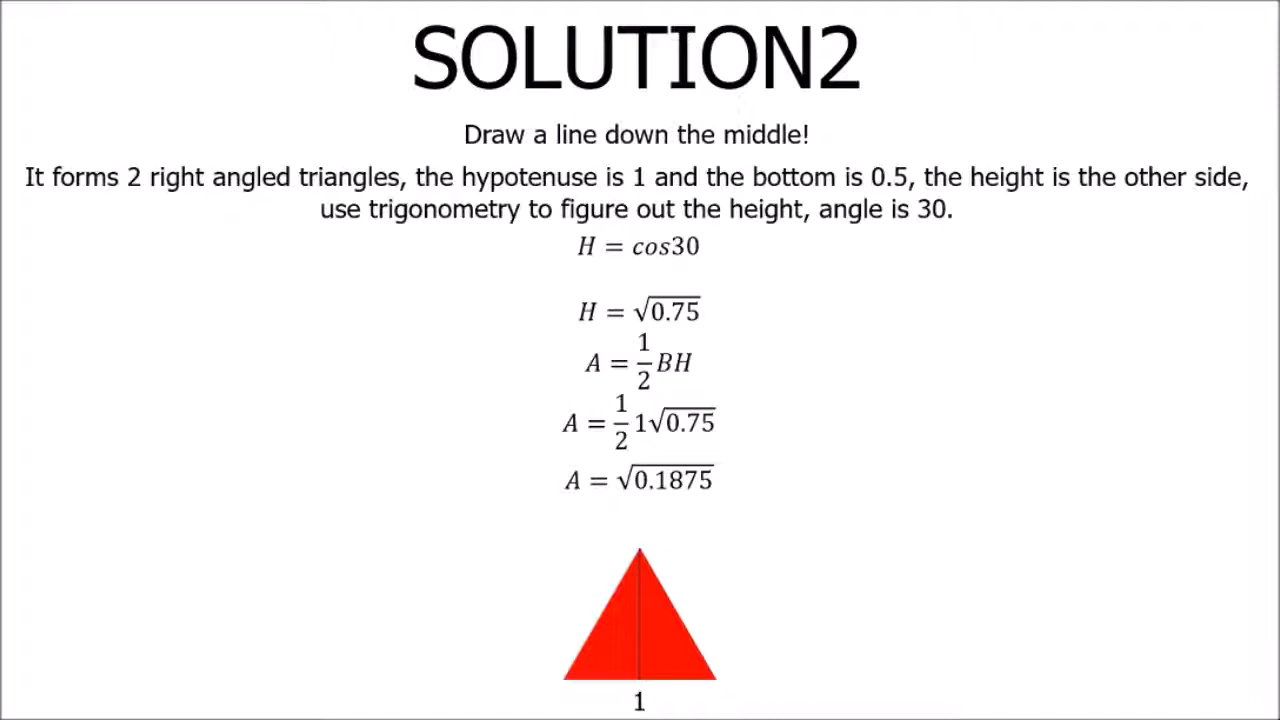 SOLUTION2
Draw a line down the middle!
It forms 2 right angled triangles, the hypotenuse is 1 and the bottom is 0.5, the height is the other side,
use trigonometry to figure out the height, angle is 30.
H = cos30
H = √0.75
A = 1/2 BH
A = 1/2 1√0.75
A = √0.1875
1